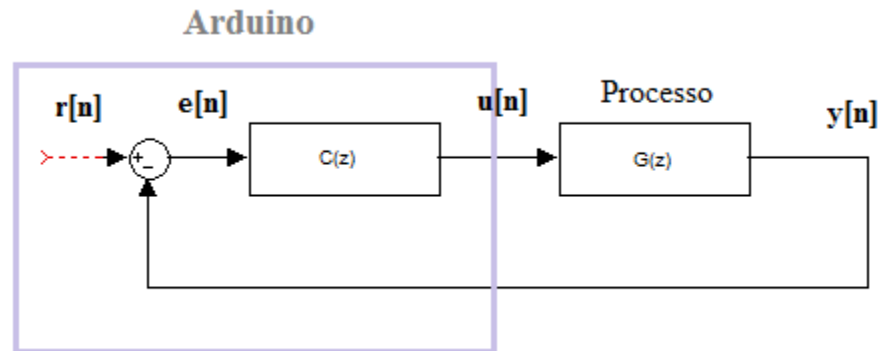 Arduino
r[n]
e[n]
u[n]
Processo
y[n]
+
-
C(z)
G(z)